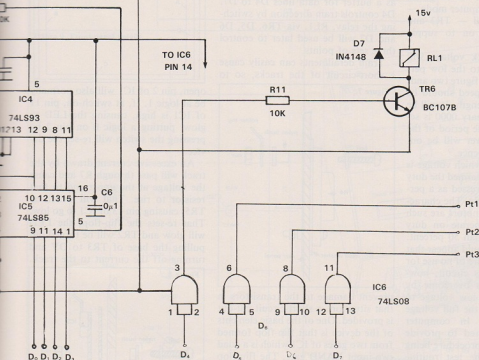 15v
D7
IN4148
RL1
TO IC6
PIN 14
TR6
BC107B
R11
10K
5
IC4
74LS93
12 9 8 11
16
C6
0µ1
10 12 13 15
IC5
74LS85
5
9 11 14 1
Pt1
Pt2
Pt3
3
6
8
11
IC6
74LS08
1 2
4 5
9 10
12 13
D₅
D₀ D₁ D₂ D₃
D₄
D₇